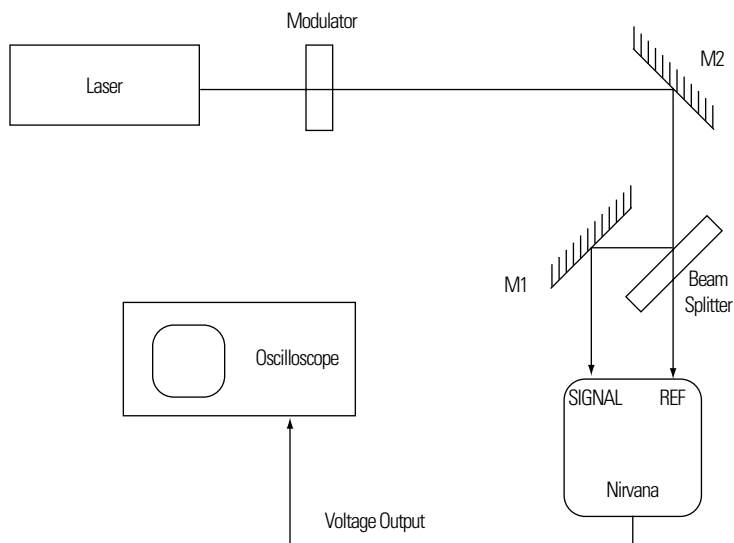 Modulator
M2
Laser
M1
Beam
Splitter
Oscilloscope
SIGNAL REF
Nirvana
Voltage Output